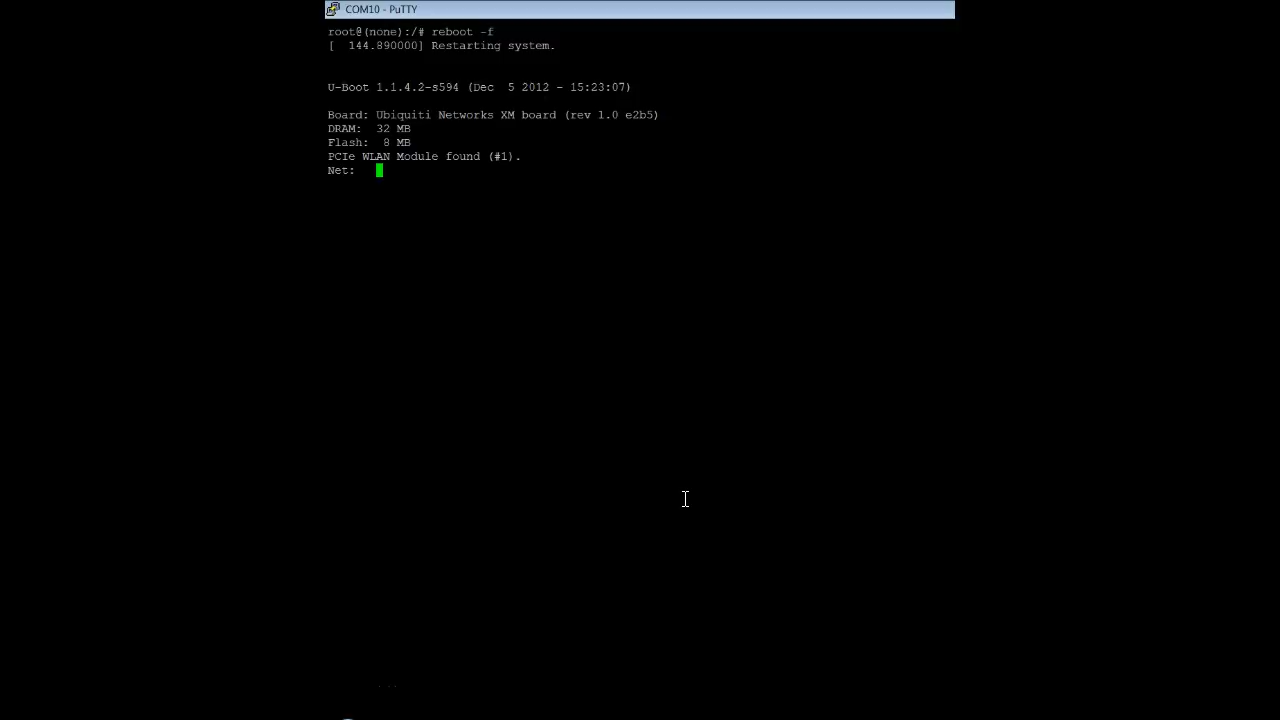 COM10 - PuTTY
root@(none):/# reboot -f
[  144.890000] Restarting system.
U-Boot 1.1.4.2-s594 (Dec  5 2012 - 15:23:07)
Board: Ubiquiti Networks XM board (rev 1.0 e2b5)
DRAM:  32 MB
Flash:  8 MB
PCIe WLAN Module found (#1).
Net: